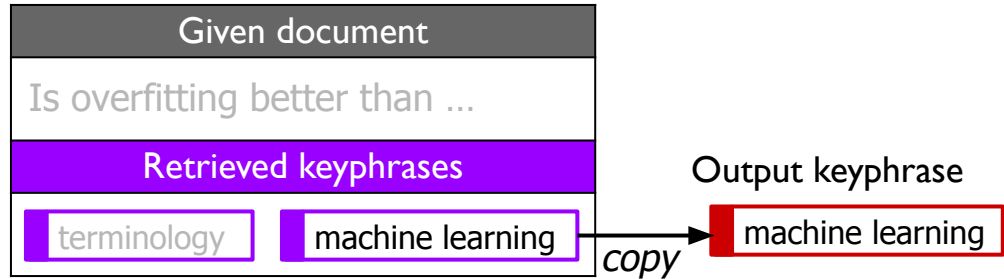 Given document
Is overfitting better than ...
Retrieved keyphrases
Output keyphrase
terminology
machine learning
copy
machine learning